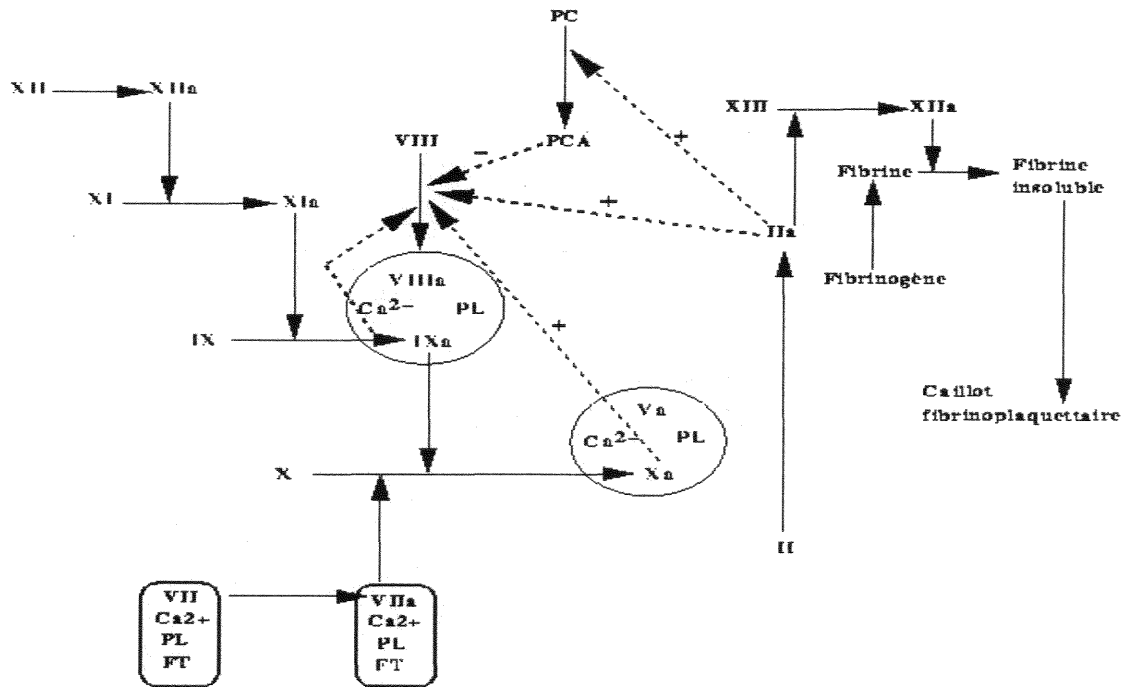 PC
XII
XIIa
XIII
XIIa
VIII
PCA
−
+
Fibrine
Fibrine
insoluble
XI
XIa
+
IIa
Fibrinogène
VIIIa
Ca2−
PL
IX
IXa
+
Caillot
fibrinoplaquettaire
Va
Ca2−
PL
X
Xa
II
VII
Ca2+
PL
FT
VIIa
Ca2+
PL
FT